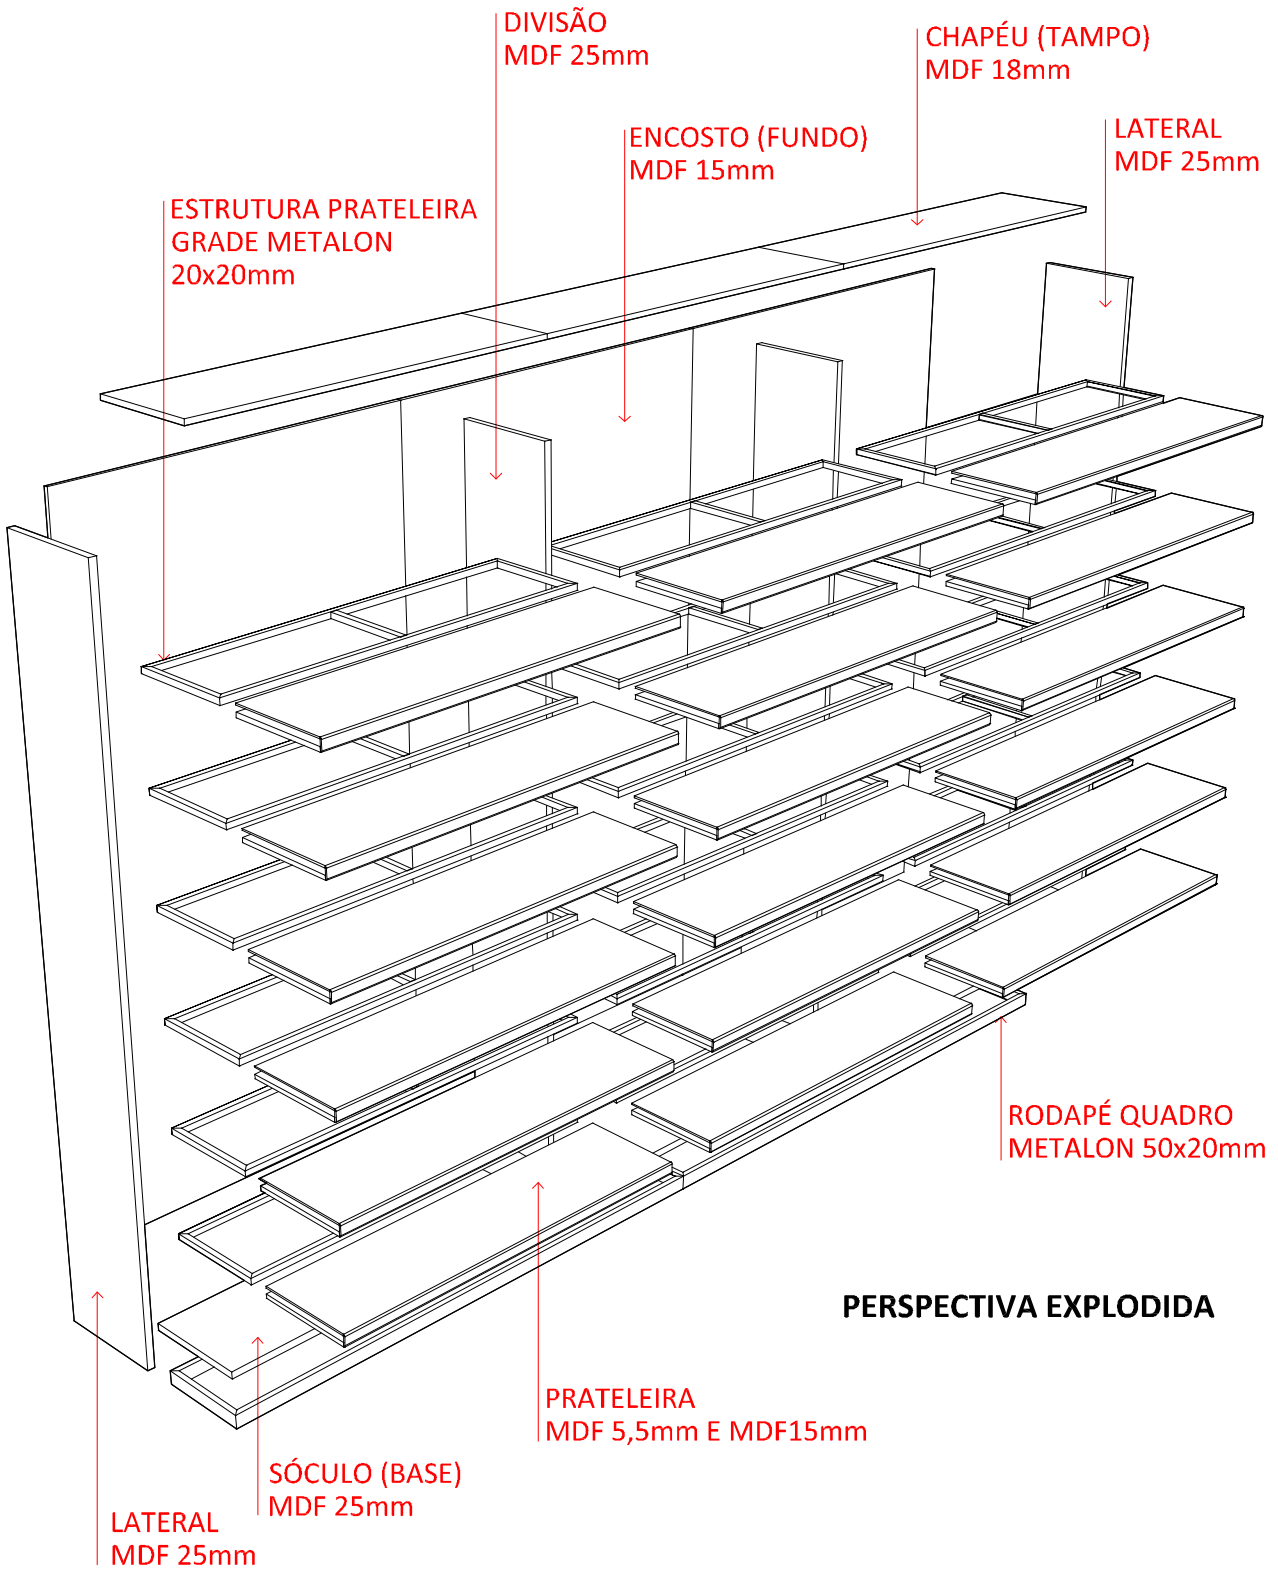 DIVISÃO
MDF 25mm
CHAPÉU (TAMPO)
MDF 18mm
ENCOSTO (FUNDO)
MDF 15mm
LATERAL
MDF 25mm
ESTRUTURA PRATELEIRA
GRADE METALON
20x20mm
RODAPÉ QUADRO
METALON 50x20mm
PERSPECTIVA EXPLODIDA
PRATELEIRA
MDF 5,5mm E MDF15mm
SÓCULO (BASE)
MDF 25mm
LATERAL
MDF 25mm